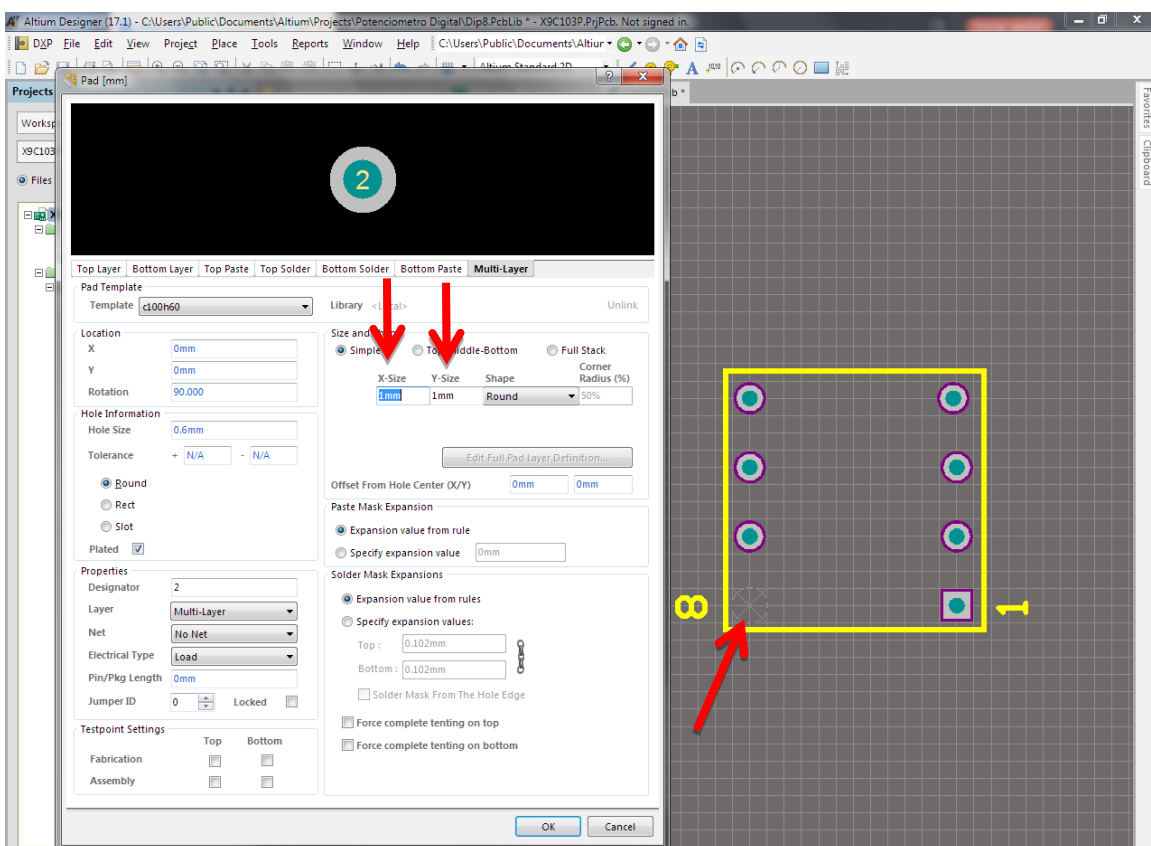 Altium Designer (17.1) - C:\Users\Public\Documents\Altium\Projects\Potenciometro Digital\Dip8.PcbLib * - X9C103P.PrjPcb. Not signed in.
DXP File Edit View Project Place Tools Reports Window Help C:\Users\Public\Documents\Altiur
Pad [mm]
Projects
b *
Favorites
Clipboard
Worksp
X9C103
Files
2
Top Layer Bottom Layer Top Paste Top Solder Bottom Solder Bottom Paste Multi-Layer
Pad Template
Template c100h60 Library Unlink
Location
X 0mm
Y 0mm
Rotation 90.000
Hole Information
Hole Size 0.6mm
Tolerance + N/A - N/A
Round
Rect
Slot
Plated
Properties
Designator 2
Layer Multi-Layer
Net No Net
Electrical Type Load
Pin/Pkg Length 0mm
Jumper ID 0 Locked
Testpoint Settings
Top Bottom
Fabrication
Assembly
Size and
Simple Full Stack
X-Size Y-Size Shape Corner Radius (%)
1mm 1mm Round 50%
Edit Full Pad Layer Definition...
Offset From Hole Center (X/Y) 0mm 0mm
Paste Mask Expansion
Expansion value from rule
Specify expansion value 0mm
Solder Mask Expansions
Expansion value from rules
Specify expansion values:
Top : 0.102mm
Bottom : 0.102mm
Solder Mask From The Hole Edge
Force complete tenting on top
Force complete tenting on bottom
OK Cancel
8
1